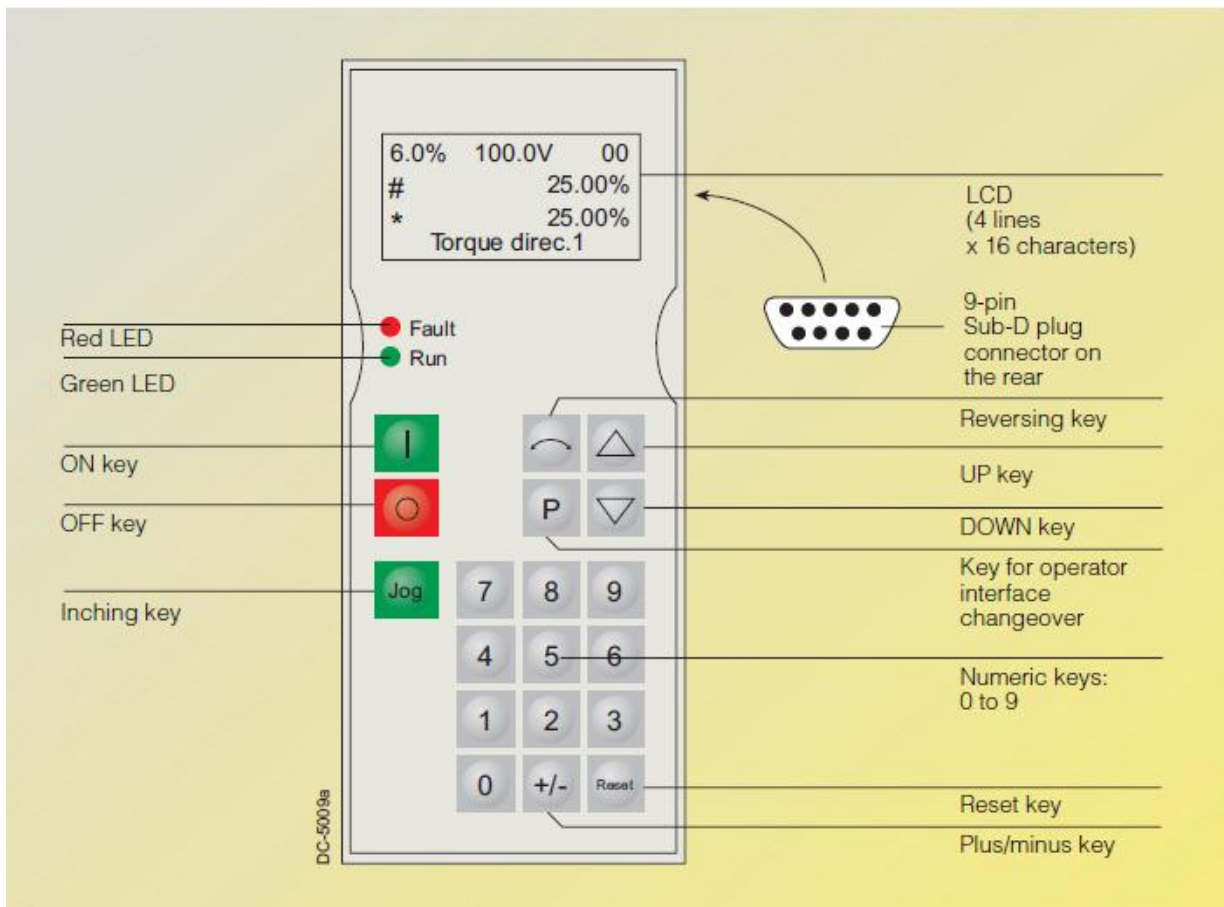 6.0% 100.0V 00
# 25.00%
* 25.00%
Torque direc.1
LCD
(4 lines
x 16 characters)
9-pin
Sub-D plug
connector on
the rear
Fault
Run
Red LED
Green LED
ON key
OFF key
Inching key
Reversing key
UP key
DOWN key
Key for operator
interface
changeover
Numeric keys:
0 to 9
Reset key
Plus/minus key
P
Jog 7 8 9
4 5 6
1 2 3
0 +/- Reset
DC-5009a